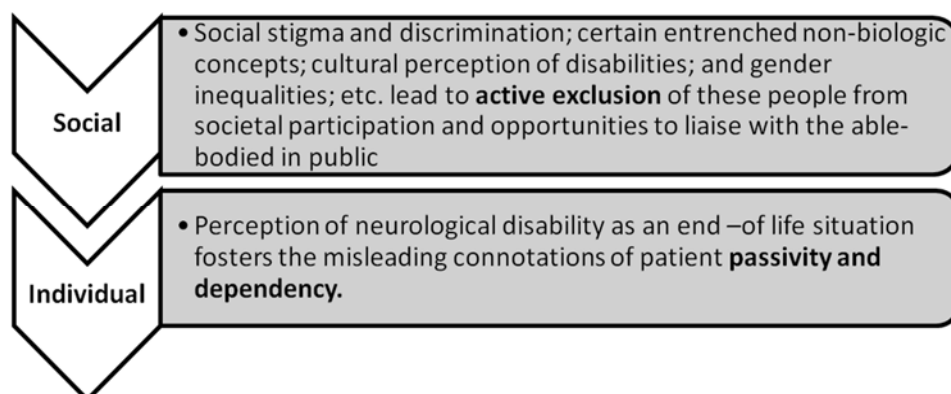 Social
• Social stigma and discrimination; certain entrenched non-biologic
concepts; cultural perception of disabilities; and gender
inequalities; etc. lead to active exclusion of these people from
societal participation and opportunities to liaise with the able-
bodied in public
Individual
• Perception of neurological disability as an end –of life situation
fosters the misleading connotations of patient passivity and
dependency.